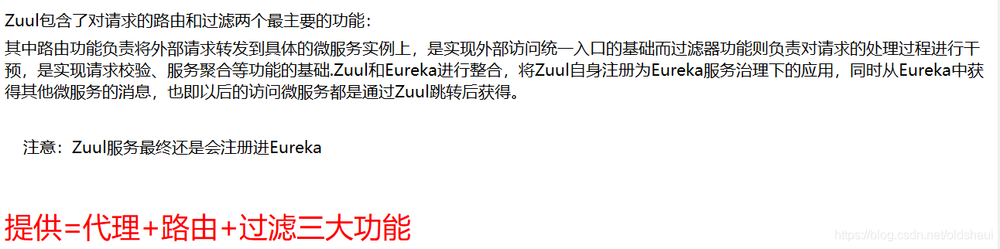 Zuul包含了对请求的路由和过滤两个最主要的功能：
其中路由功能负责将外部请求转发到具体的微服务实例上，是实现外部访问统一入口的基础而过滤器功能则负责对请求的处理过程进行干
预，是实现请求校验、服务聚合等功能的基础.Zuul和Eureka进行整合，将Zuul自身注册为Eureka服务治理下的应用，同时从Eureka中获
得其他微服务的消息，也即以后的访问微服务都是通过Zuul跳转后获得。
注意：Zuul服务最终还是会注册进Eureka
提供=代理+路由+过滤三大功能
https://blog.csdn.net/oldshaui